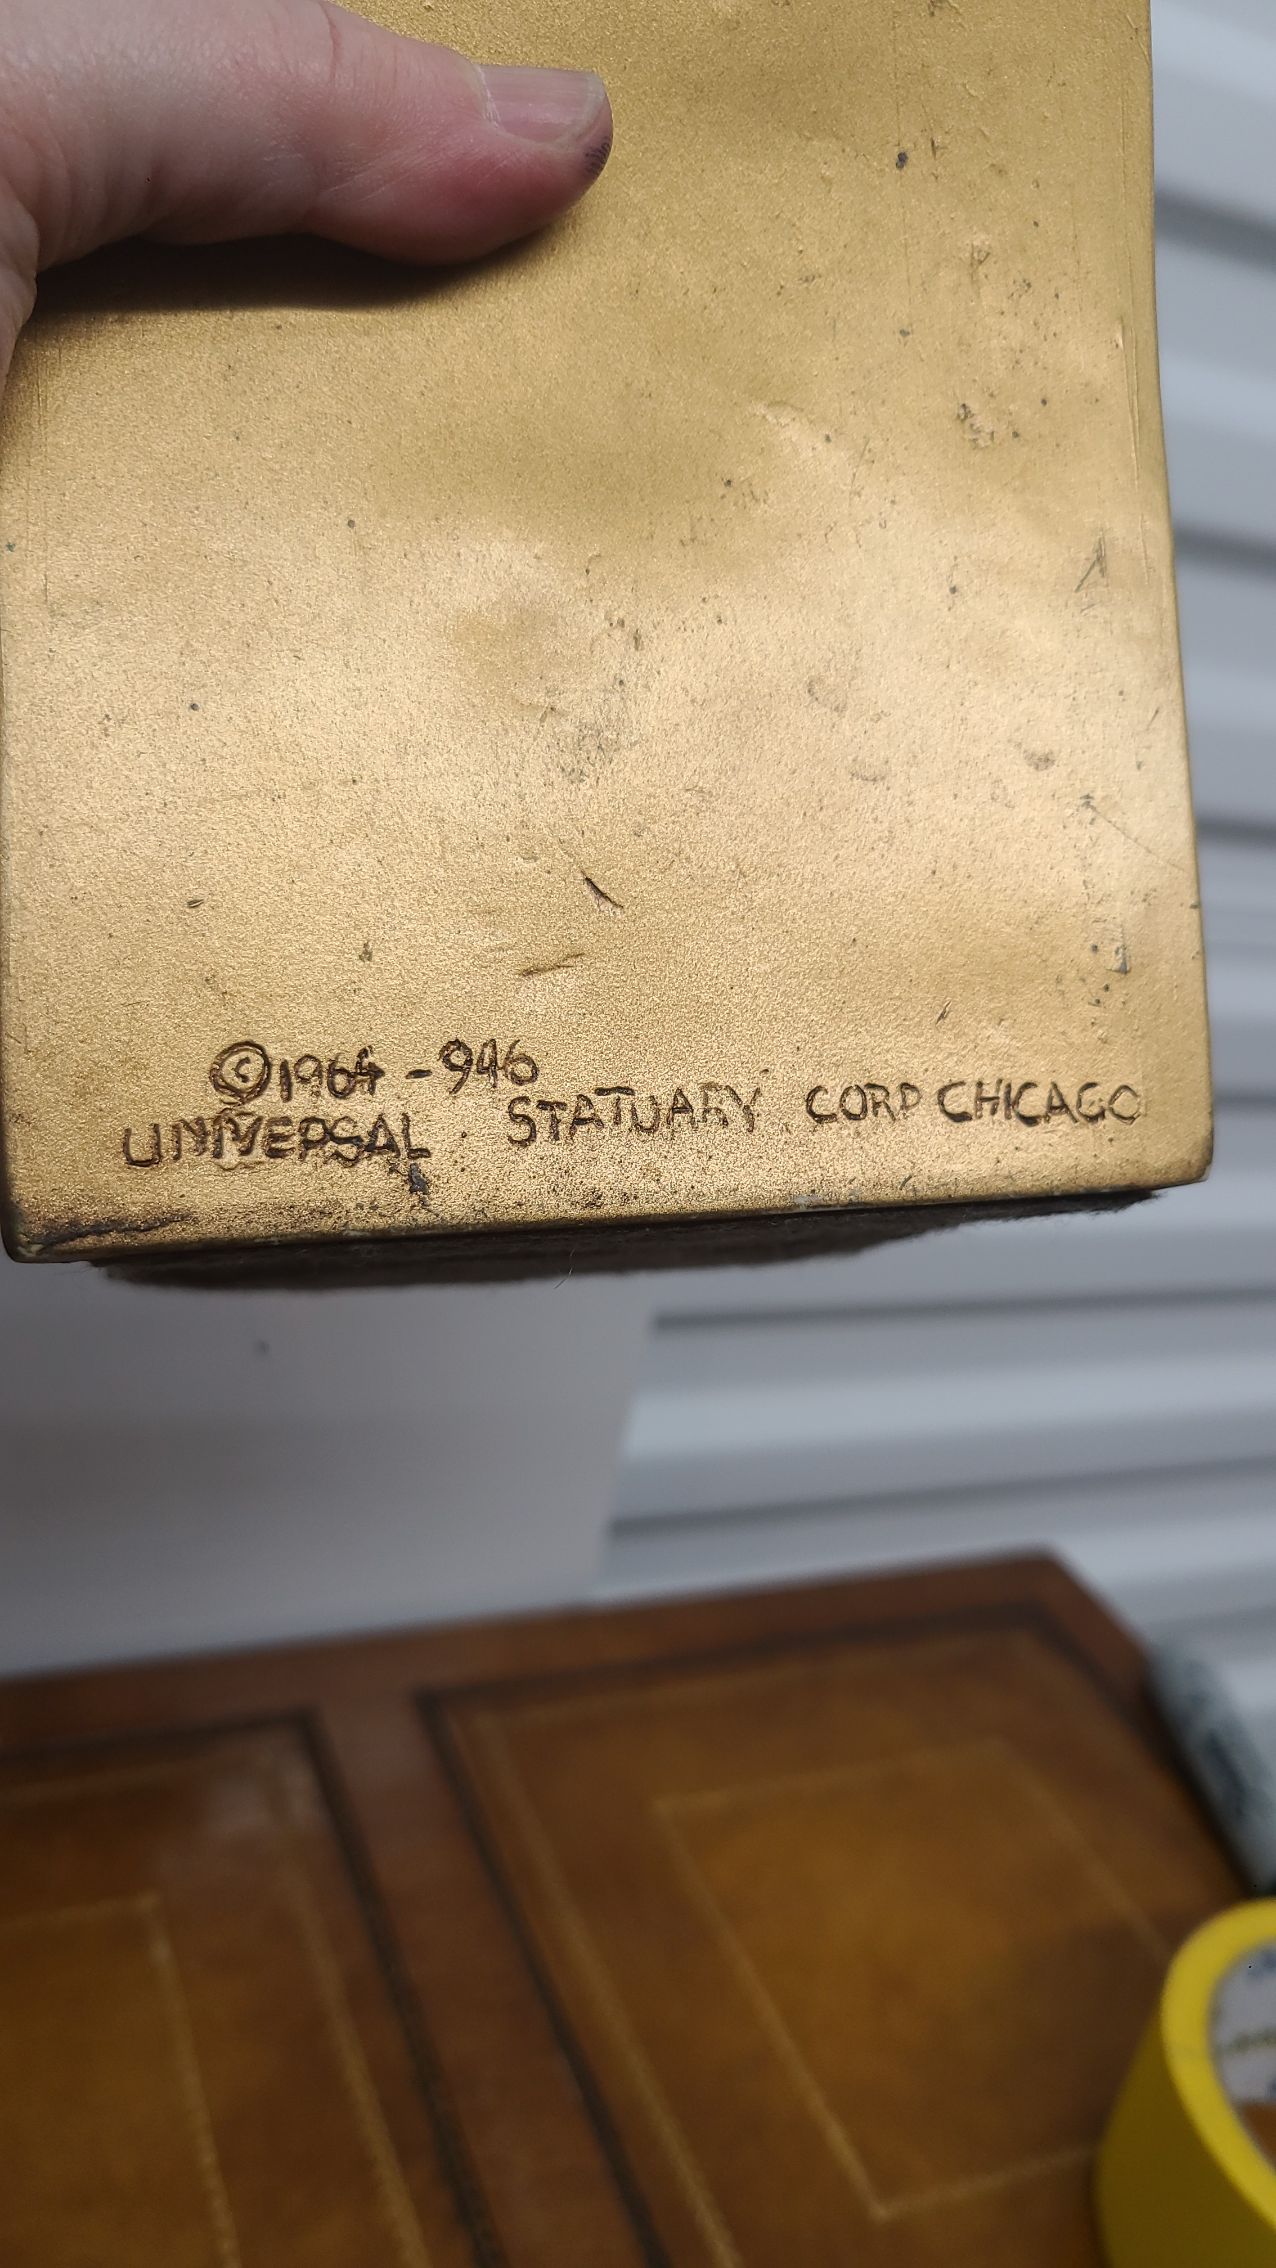 ©1964 - 946
UNIVERSAL STATUARY CORP CHICAGO